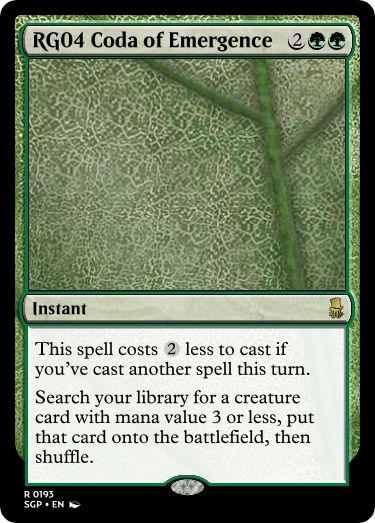 RG04 Coda of Emergence 2
Instant
This spell costs 2 less to cast if
you've cast another spell this turn.
Search your library for a creature
card with mana value 3 or less, put
that card onto the battlefield, then
shuffle.
R 0193
SGP • EN